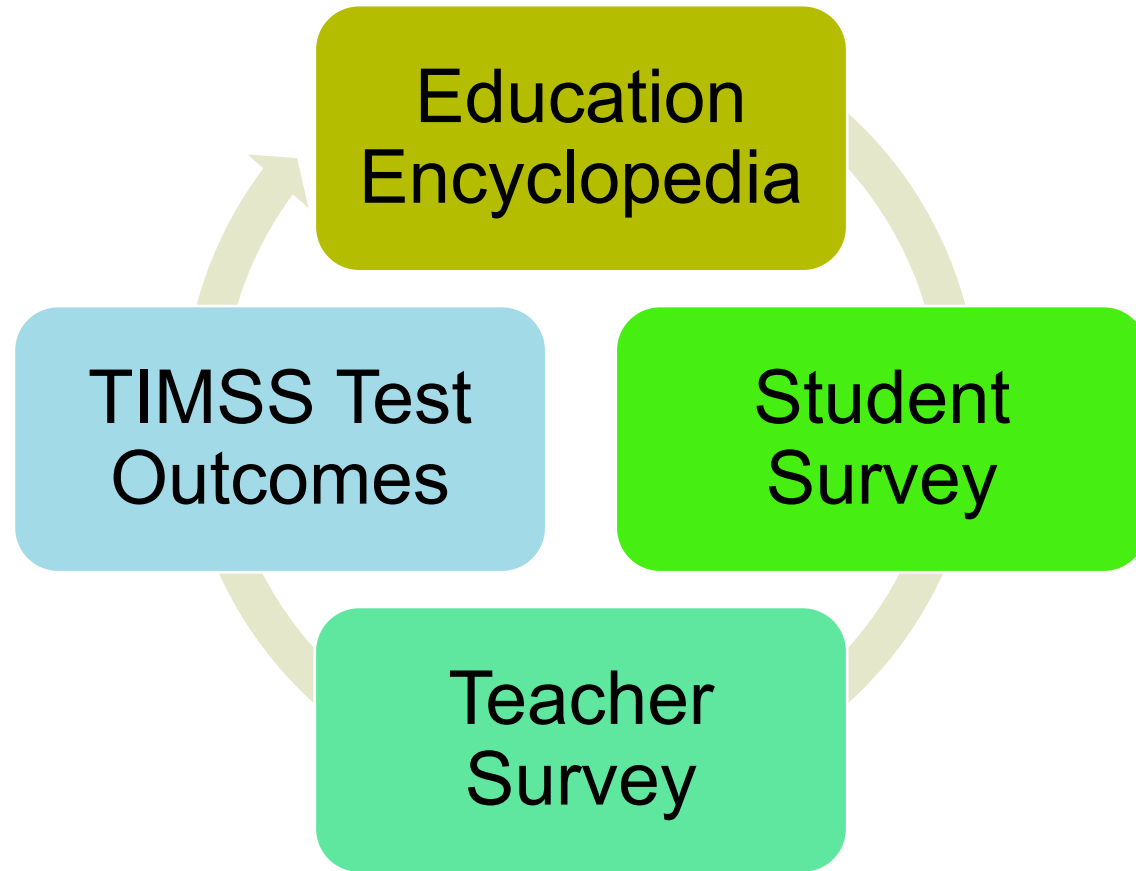 Education
Encyclopedia
TIMSS Test
Outcomes
Student
Survey
Teacher
Survey